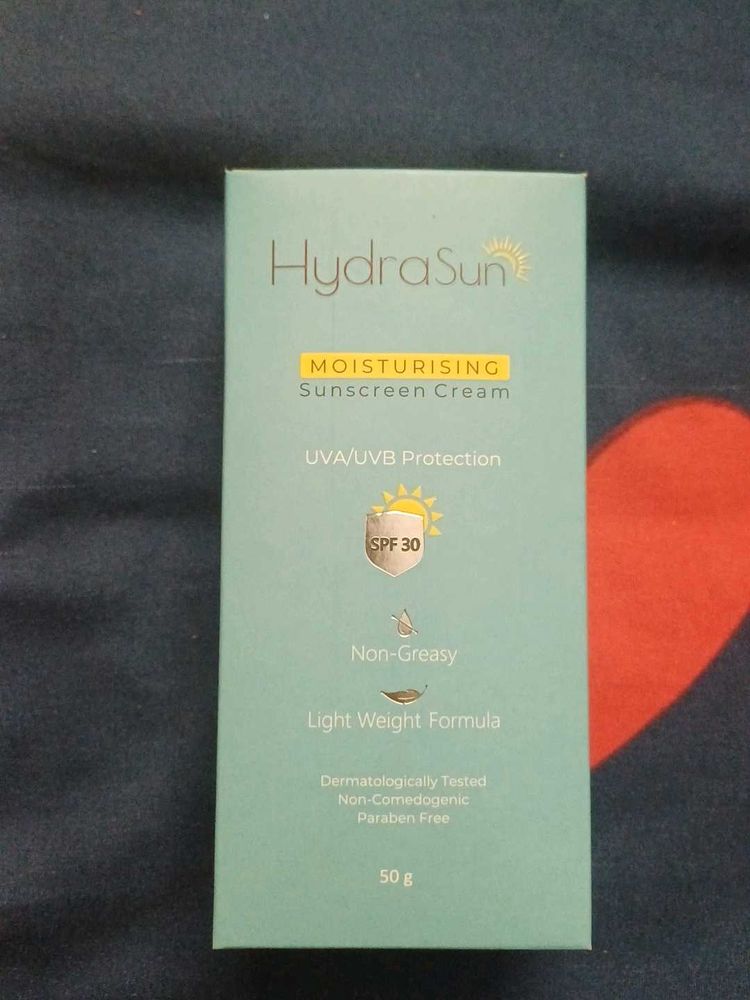 HydraSun
MOISTURISING
Sunscreen Cream
UVA/UVB Protection
SPF 30
Non-Greasy
Light Weight Formula
Dermatologically Tested
Non-Comedogenic
Paraben Free
50 g